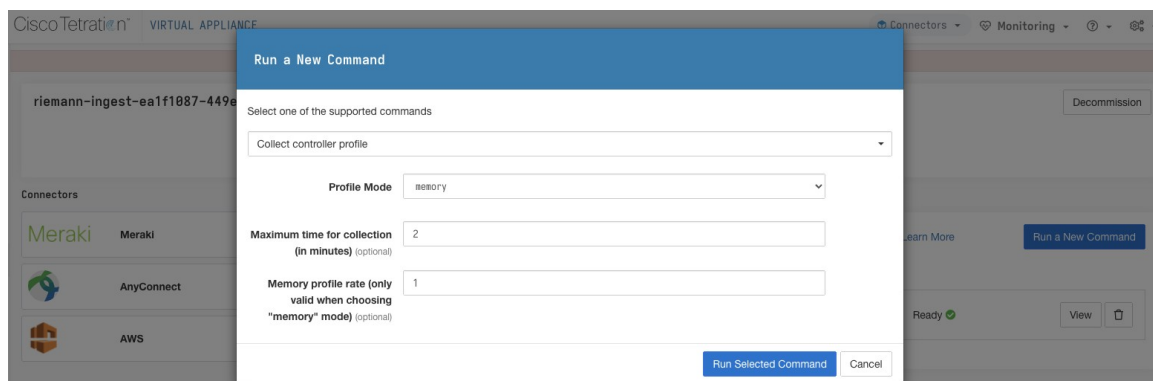 Cisco Tetration™ VIRTUAL APPLIANCE
Connectors
Monitoring
?
Run a New Command
riemann-ingest-ea1f1087-449e
Decommission
Select one of the supported commands
Collect controller profile
Profile Mode
memory
Connectors
Meraki
Meraki
Maximum time for collection
(in minutes) (optional)
2
Learn More
Run a New Command
AnyConnect
Memory profile rate (only
valid when choosing
"memory" mode) (optional)
1
Ready
View
AWS
Run Selected Command
Cancel